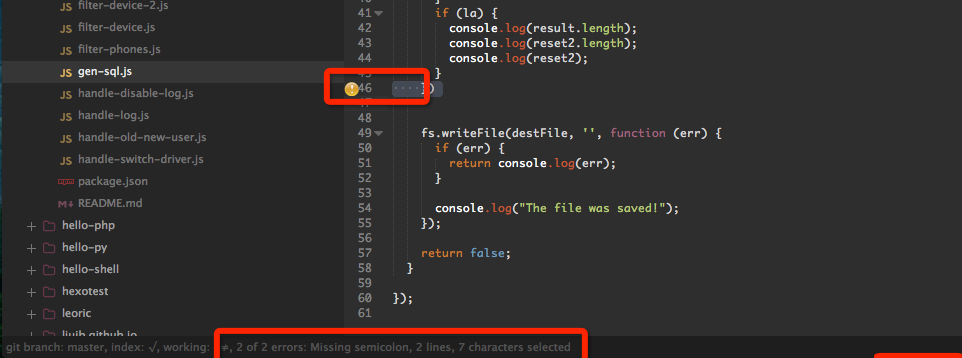 JS filter-device-2.js
JS filter-device.js
JS filter-phones.js
JS gen-sql.js
JS handle-disable-log.js
JS handle-log.js
JS handle-old-new-user.js
JS handle-switch-driver.js
package.json
M↓ README.md
+ hello-php
+ hello-py
+ hello-shell
+ hexotest
+ leoric
liujb.github.io
41 if (la) {
42 console.log(result.length);
43 console.log(reset2.length);
44 console.log(reset2);
45 }
46 ····})
47
48
49 fs.writeFile(destFile, '', function (err) {
50 if (err) {
51 return console.log(err);
52 }
53
54 console.log("The file was saved!");
55 });
56
57 return false;
58 }
59
60 });
61
git branch: master, index: √, working: ≠, 2 of 2 errors: Missing semicolon, 2 lines, 7 characters selected